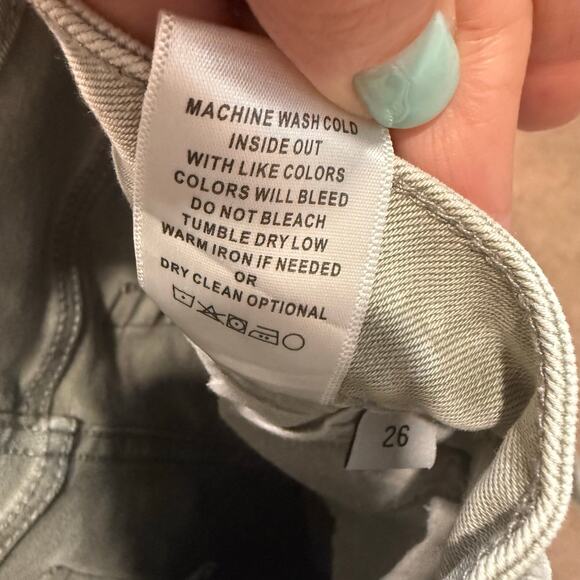 MACHINE WASH COLD
INSIDE OUT
WITH LIKE COLORS
COLORS WILL BLEED
DO NOT BLEACH
TUMBLE DRY LOW
WARM IRON IF NEEDED
OR
DRY CLEAN OPTIONAL
26